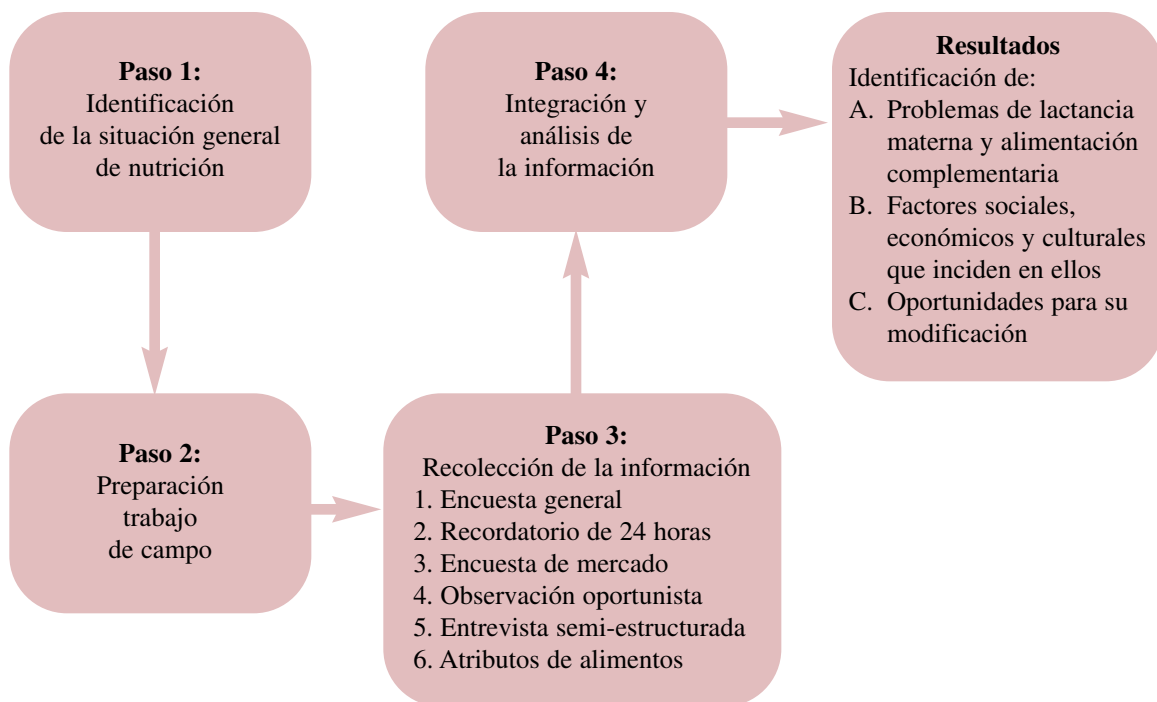 Paso 1:
Identificación
de la situación general
de nutrición
Paso 2:
Preparación
trabajo
de campo
Paso 3:
Recolección de la información
1. Encuesta general
2. Recordatorio de 24 horas
3. Encuesta de mercado
4. Observación oportunista
5. Entrevista semi-estructurada
6. Atributos de alimentos
Paso 4:
Integración y
análisis de
la información
Resultados
Identificación de:
A. Problemas de lactancia
materna y alimentación
complementaria
B. Factores sociales,
económicos y culturales
que inciden en ellos
C. Oportunidades para su
modificación